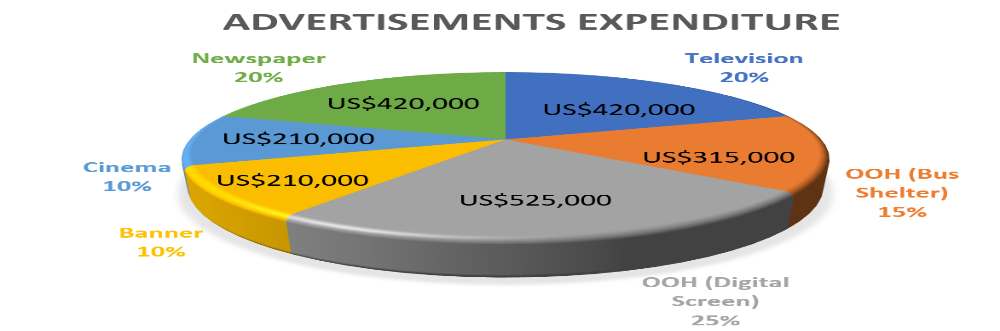 ADVERTISEMENTS EXPENDITURE
Newspaper
20%
Television
20%
US$420,000
US$420,000
US$210,000
US$315,000
Cinema
10%
US$210,000
OOH (Bus
Shelter)
15%
US$525,000
Banner
10%
OOH (Digital
Screen)
25%